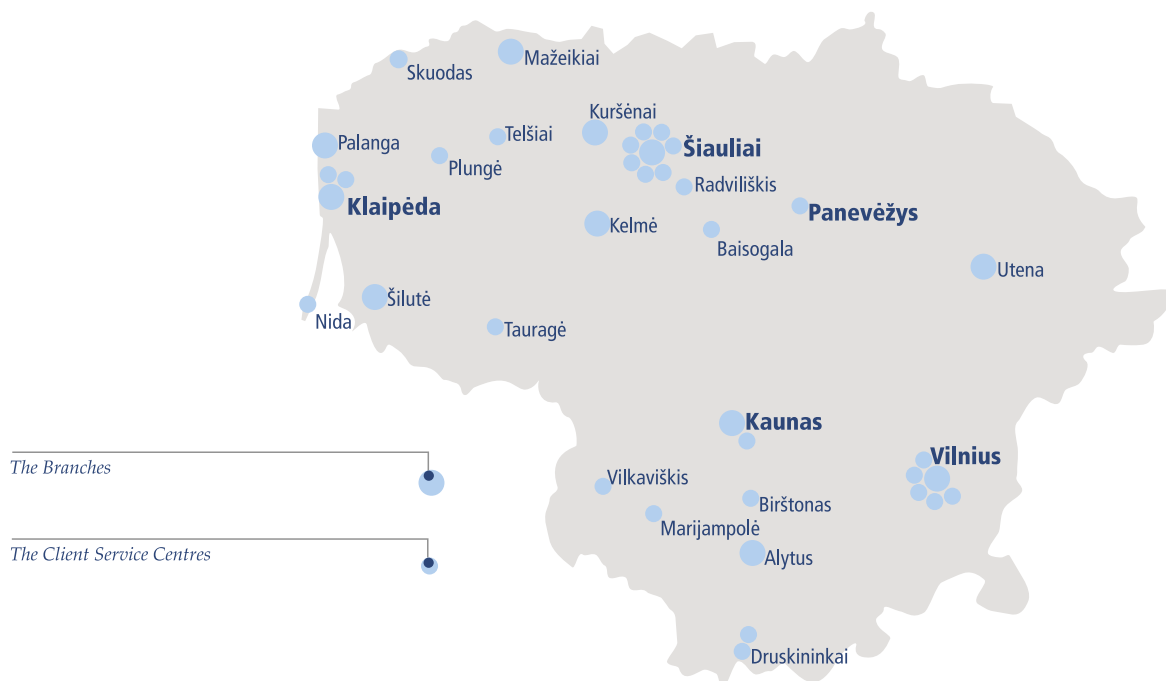 Mažeikiai
Skuodas
Kuršėnai
Telšiai
Palanga
Šiauliai
Plungė
Radviliškis
Klaipėda
Panevėžys
Kelmė
Baisogala
Utena
Šilutė
Nida
Tauragė
Kaunas
Vilnius
The Branches
Vilkaviškis
Birštonas
Marijampolė
The Client Service Centres
Alytus
Druskininkai